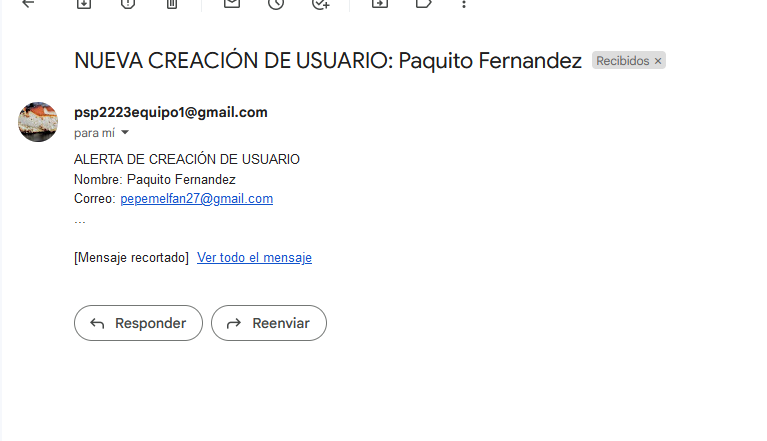 NUEVA CREACIÓN DE USUARIO: Paquito Fernandez Recibidos ×
psp2223equipo1@gmail.com
para mí
ALERTA DE CREACIÓN DE USUARIO
Nombre: Paquito Fernandez
Correo: pepemelfan27@gmail.com
...
[Mensaje recortado] Ver todo el mensaje
Responder Reenviar